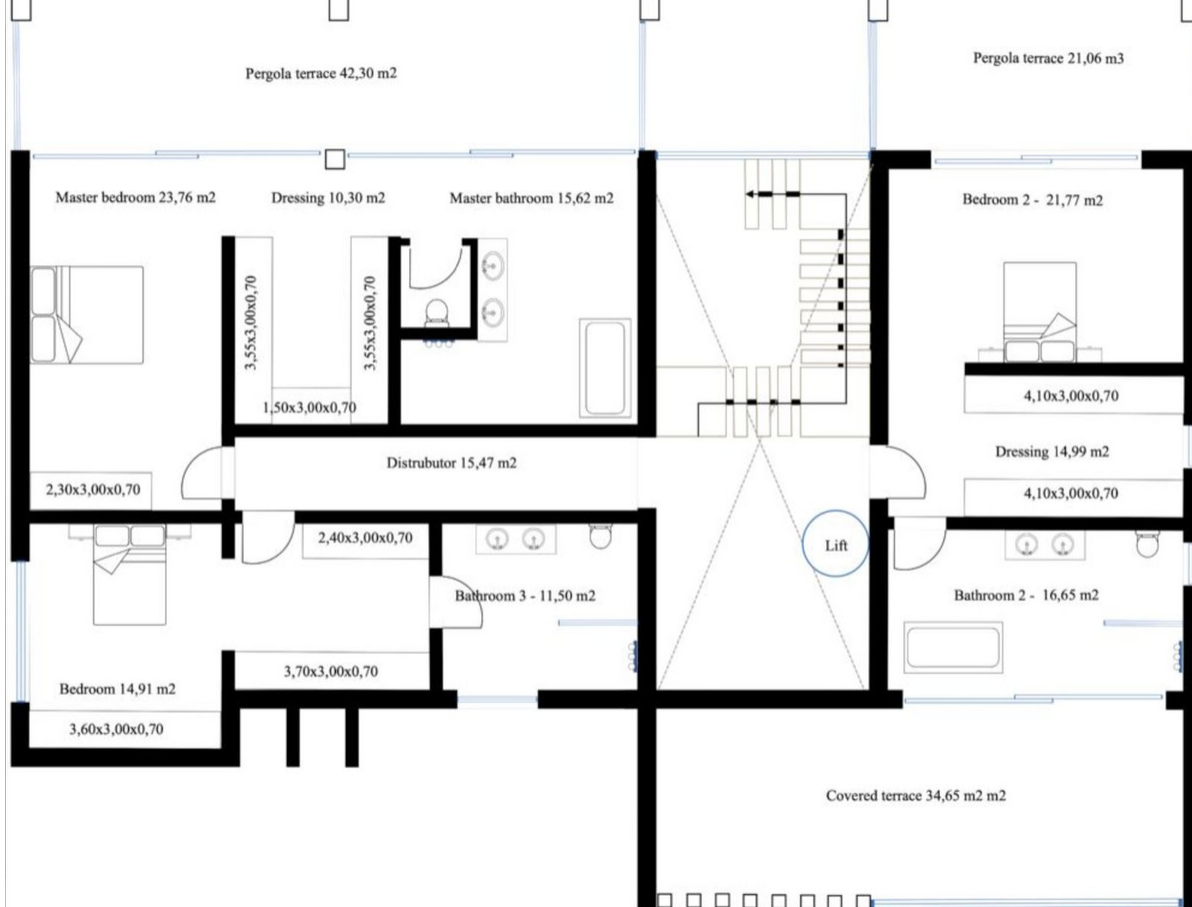 Pergola terrace 42,30 m2
Pergola terrace 21,06 m3
Master bedroom 23,76 m2
Dressing 10,30 m2
Master bathroom 15,62 m2
Bedroom 2 - 21,77 m2
3,55x3,00x0,70
3,55x3,00x0,70
1,50x3,00x0,70
4,10x3,00x0,70
Distrubutor 15,47 m2
Dressing 14,99 m2
2,30x3,00x0,70
4,10x3,00x0,70
2,40x3,00x0,70
Lift
Bathroom 3 - 11,50 m2
Bathroom 2 - 16,65 m2
3,70x3,00x0,70
Bedroom 14,91 m2
3,60x3,00x0,70
Covered terrace 34,65 m2 m2